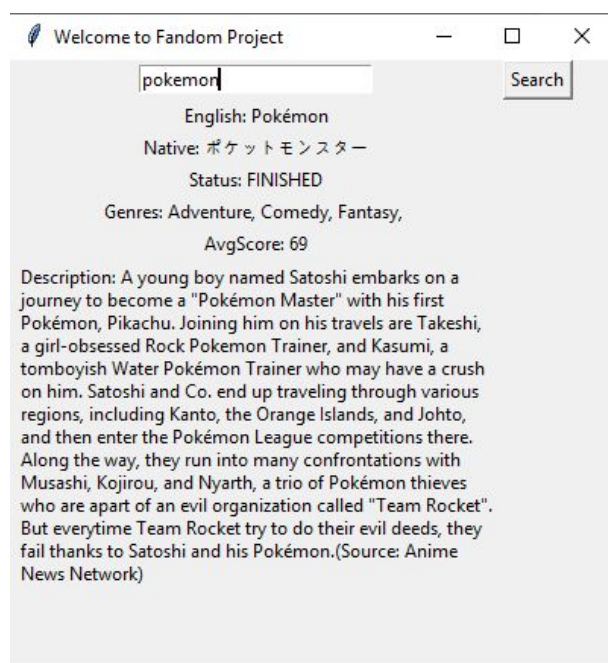 Welcome to Fandom Project
pokemon
Search
English: Pokémon
Native: ポケットモンスター
Status: FINISHED
Genres: Adventure, Comedy, Fantasy,
AvgScore: 69
Description: A young boy named Satoshi embarks on a
journey to become a "Pokémon Master" with his first
Pokémon, Pikachu. Joining him on his travels are Takeshi,
a girl-obsessed Rock Pokemon Trainer, and Kasumi, a
tomboyish Water Pokémon Trainer who may have a crush
on him. Satoshi and Co. end up traveling through various
regions, including Kanto, the Orange Islands, and Johto,
and then enter the Pokémon League competitions there.
Along the way, they run into many confrontations with
Musashi, Kojirou, and Nyarth, a trio of Pokémon thieves
who are apart of an evil organization called "Team Rocket".
But everytime Team Rocket try to do their evil deeds, they
fail thanks to Satoshi and his Pokémon.(Source: Anime
News Network)